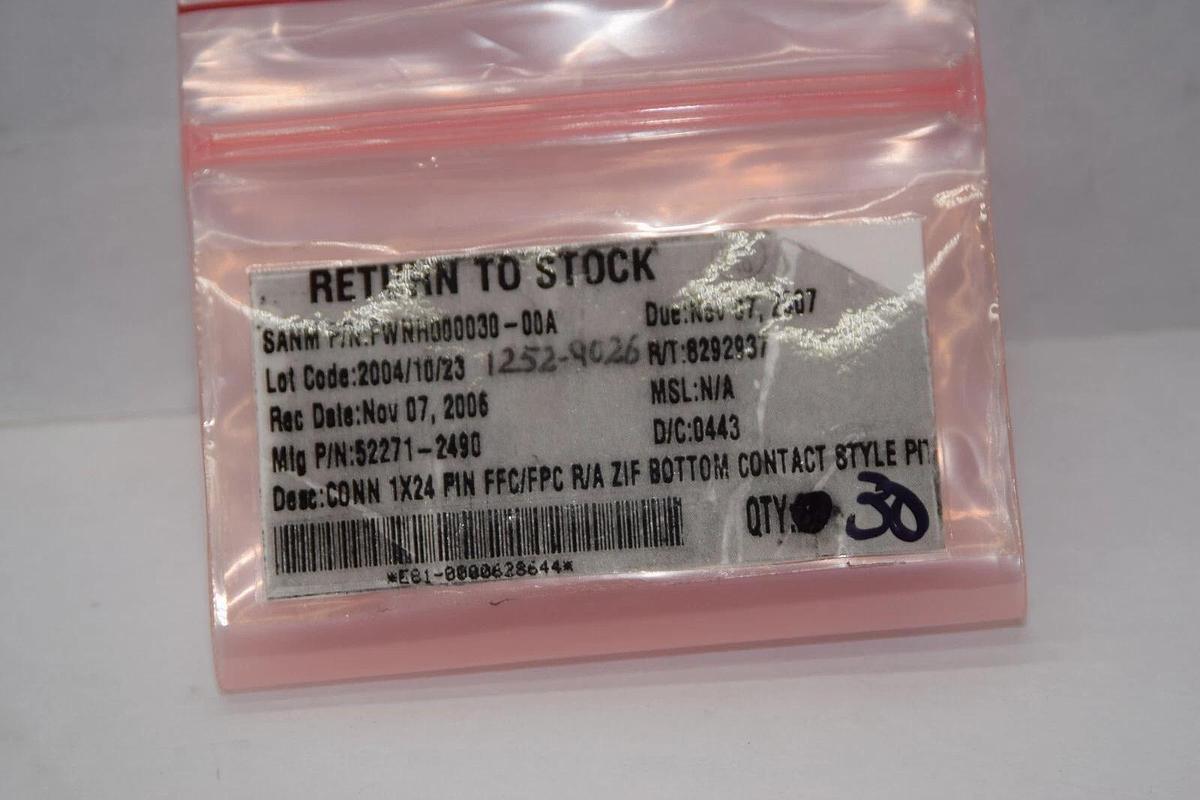 RETURN TO STOCK
SANM P/N:FWNH000030-00A Due:Nov 07, 2007
Lot Code:2004/10/23 1252-9026 R/T:8292937
Rec Date:Nov 07, 2006 MSL:N/A
Mfg P/N:52271-2490 D/C:0443
Desc:CONN 1X24 PIN FFC/FPC R/A ZIF BOTTOM CONTACT STYLE PIT
QTY: 30
*E81-0000628644*